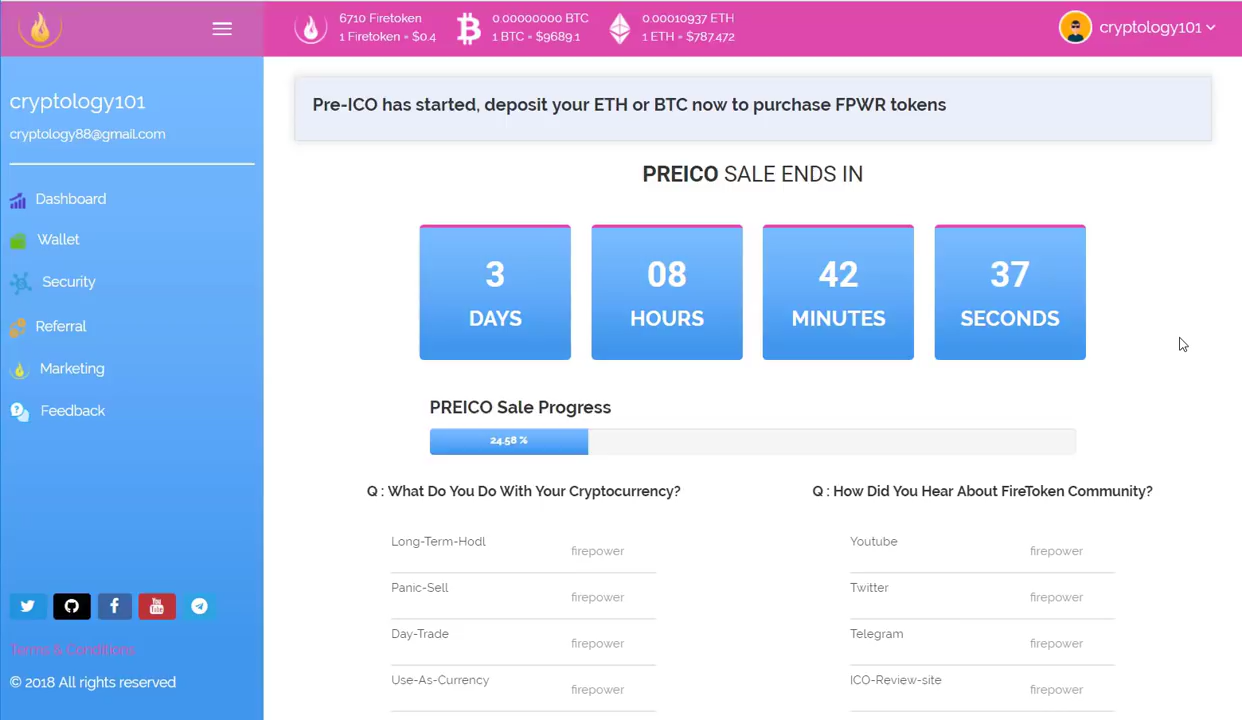 6710 Firetoken
1 Firetoken = $0.4
0.00000000 BTC
1 BTC = $9689.1
0.00010937 ETH
1 ETH = $787.472
cryptology101
cryptology101
cryptology88@gmail.com
Dashboard
Wallet
Security
Referral
Marketing
Feedback
You
Tube
Terms & Conditions
© 2018 All rights reserved
Pre-ICO has started, deposit your ETH or BTC now to purchase FPWR tokens
PREICO SALE ENDS IN
3
DAYS
08
HOURS
42
MINUTES
37
SECONDS
PREICO Sale Progress
24.58 %
Q : What Do You Do With Your Cryptocurrency?
Long-Term-Hodl
firepower
Panic-Sell
firepower
Day-Trade
firepower
Use-As-Currency
firepower
Q : How Did You Hear About FireToken Community?
Youtube
firepower
Twitter
firepower
Telegram
firepower
ICO-Review-site
firepower